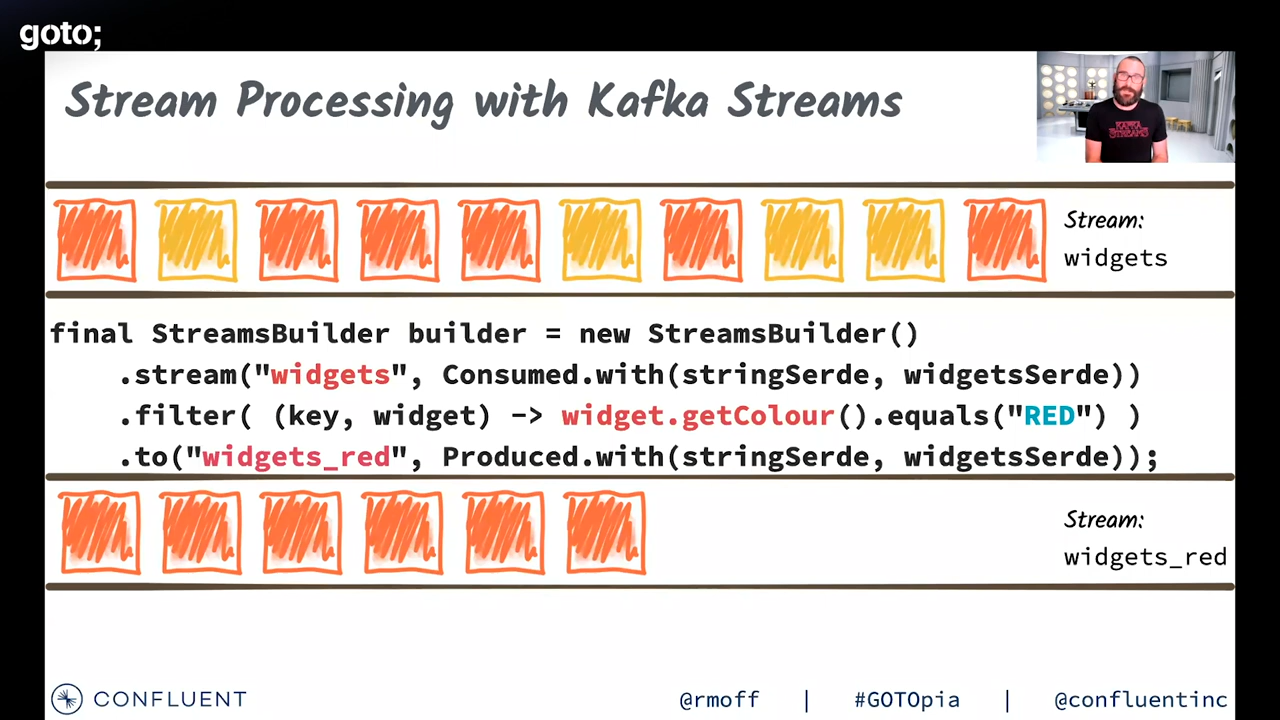 goto;
Stream Processing with Kafka Streams
KAFKA
STREAMS
Stream:
widgets
final StreamsBuilder builder = new StreamsBuilder()
.stream("widgets", Consumed.with(stringSerde, widgetsSerde))
.filter( (key, widget) -> widget.getColour().equals("RED") )
.to("widgets_red", Produced.with(stringSerde, widgetsSerde));
Stream:
widgets_red
CONFLUENT
@rmoff | #GOTOpia | @confluentinc